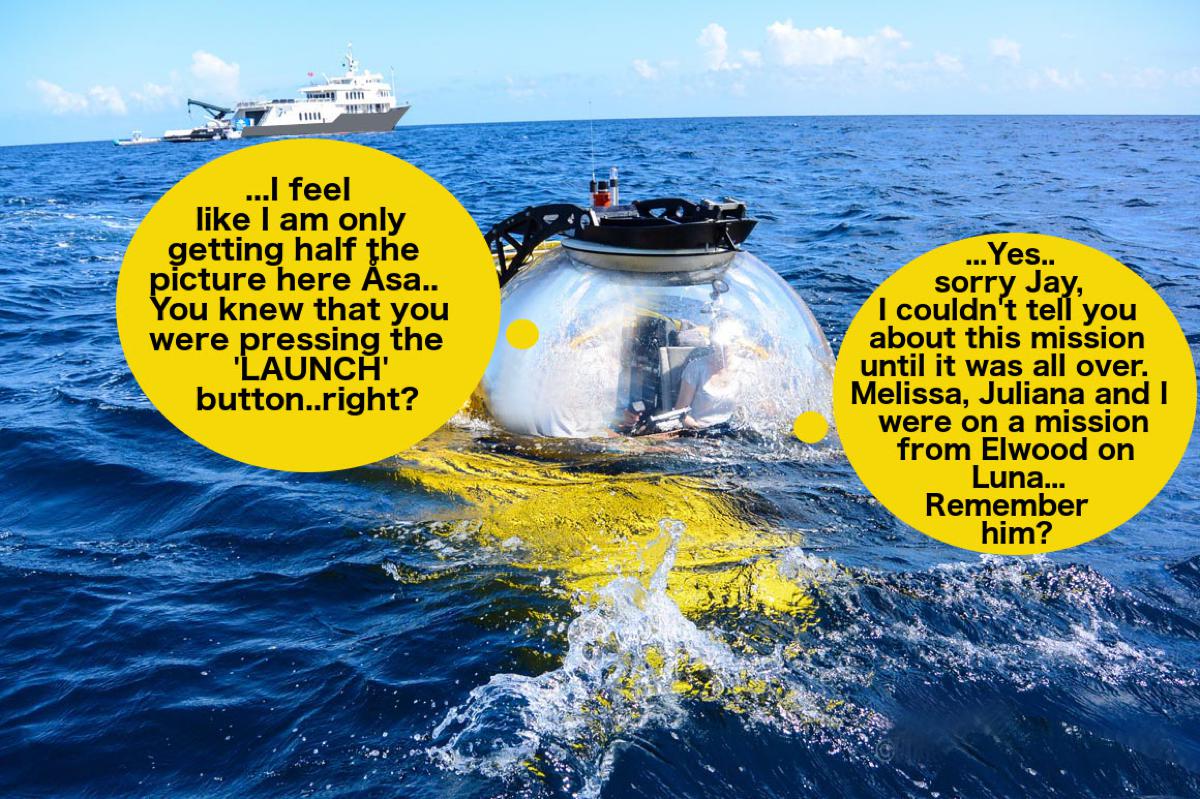 ...I feel
like I am only
getting half the
picture here Åsa..
You knew that you
were pressing the
'LAUNCH'
button..right?
...Yes..
sorry Jay,
I couldn't tell you
about this mission
until it was all over.
Melissa, Juliana and I
were on a mission
from Elwood on
Luna...
Remember
him?
©